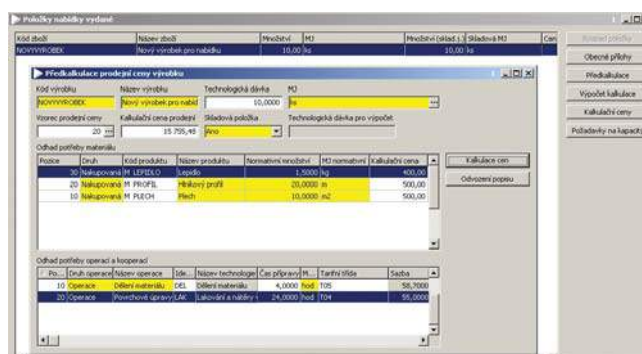 Položky nabídky vydané
Kód zboží Název zboží Množství MJ Množství (sklad.j.) Skladová MJ Cen
NOVYVYROBEK Nový výrobek pro nabídku 10,00 ks 10,00 ks
Obecné přílohy
Předkalkulace
Výpočet kalkulace
Kalkulační ceny
Požadavky na kapacity
Předkalkulace prodejní ceny výrobku
Kód výrobku Název výrobku Technologická dávka MJ
NOVYVYROBEK Nový výrobek pro nabíd 10,0000 ks
Vzorec prodejní ceny Kalkulační cena prodejní Skladová položka Technologická dávka pro výpočet
20 15.795,48 Ano
Odhad potřeby materiálu
Pozice Druh Kód produktu Název produktu Normativní množství MJ normativní Kalkulační cena
30 Nakupovaná M LEPIDLO Lepidlo 1,5000 kg 400,00
20 Nakupovaná M PROFIL Hliníkový profil 20,0000 m 500,00
10 Nakupovaná M PLECH Plech 10,0000 m2 500,00
Kalkulace cen
Odvození popisu
Odhad potřeby operací a kooperací
Po... Druh operace Název operace Ide... Název technologie Čas přípravy M... Tarifní třída Sazba
10 Operace Dělení materiálu DEL Dělení materiálu 4,0000 hod T05 58,7000
20 Operace Povrchové úpravy LAK Lakování a nátěry v 24,0000 hod T04 55,0000